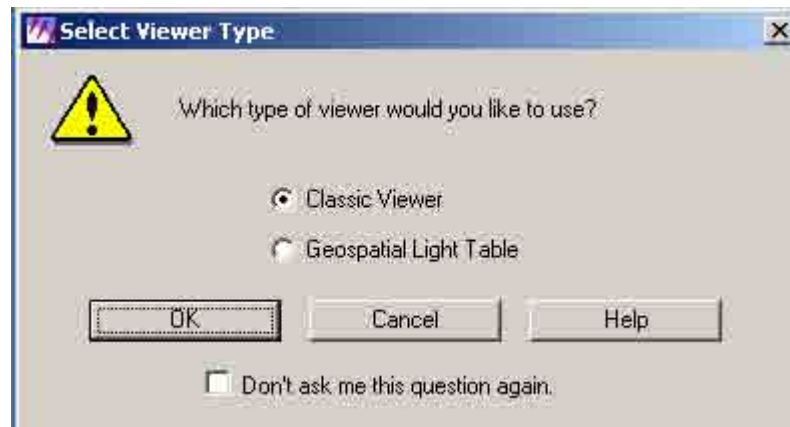 Select Viewer Type
Which type of viewer would you like to use?
Classic Viewer
Geospatial Light Table
OK Cancel Help
Don't ask me this question again.